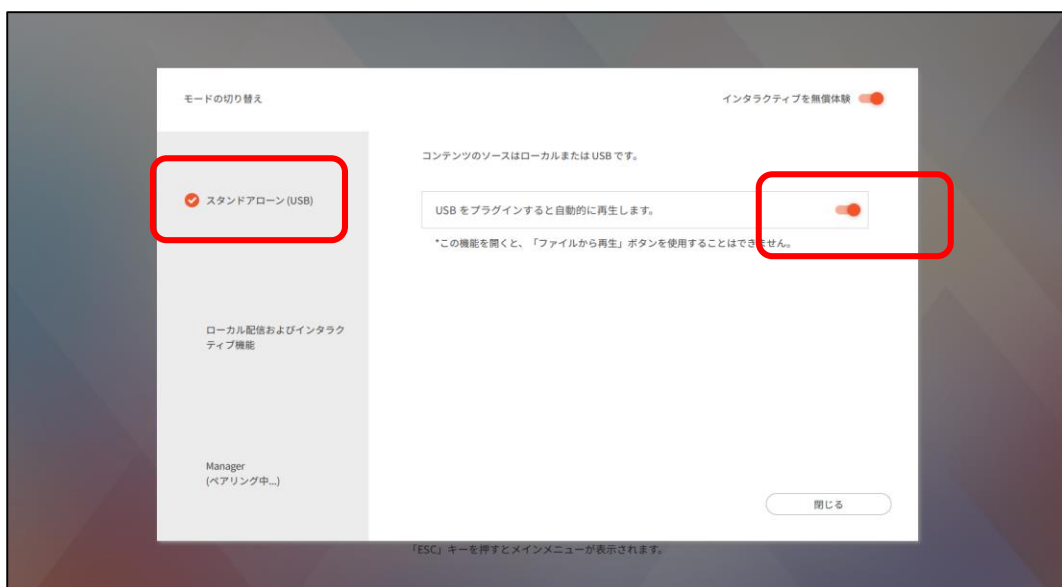 モードの切り替え
インタラクティブを無償体験
コンテンツのソースはローカルまたは USB です。
スタンドアローン (USB)
USB をプラグインすると自動的に再生します。
*この機能を開くと、「ファイルから再生」ボタンを使用することはできません。
ローカル配信およびインタラク
ティブ機能
Manager
(ペアリング中...)
閉じる
「ESC」キーを押すとメインメニューが表示されます。